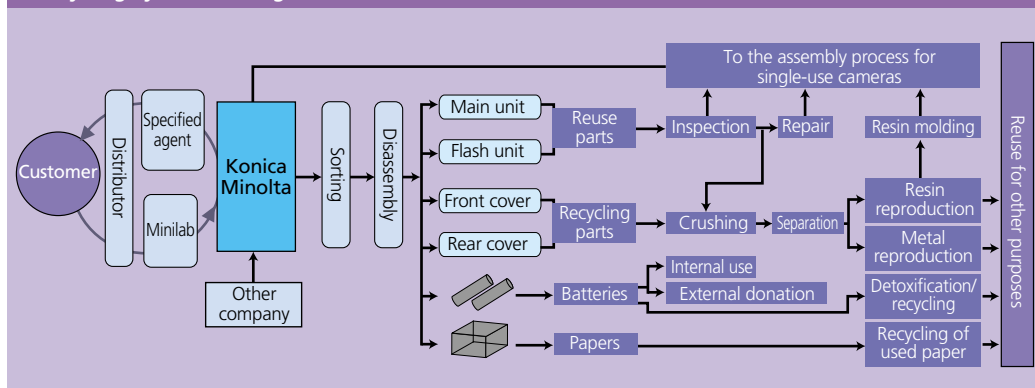 To the assembly process for
single-use cameras
Customer
Distributor
Specified
agent
Minilab
Konica
Minolta
Other
company
Sorting
Disassembly
Main unit
Flash unit
Front cover
Rear cover
Reuse
parts
Recycling
parts
Inspection
Repair
Resin molding
Crushing
Separation
Resin
reproduction
Metal
reproduction
Batteries
Internal use
External donation
Detoxification/
recycling
Papers
Recycling of
used paper
Reuse for other purposes